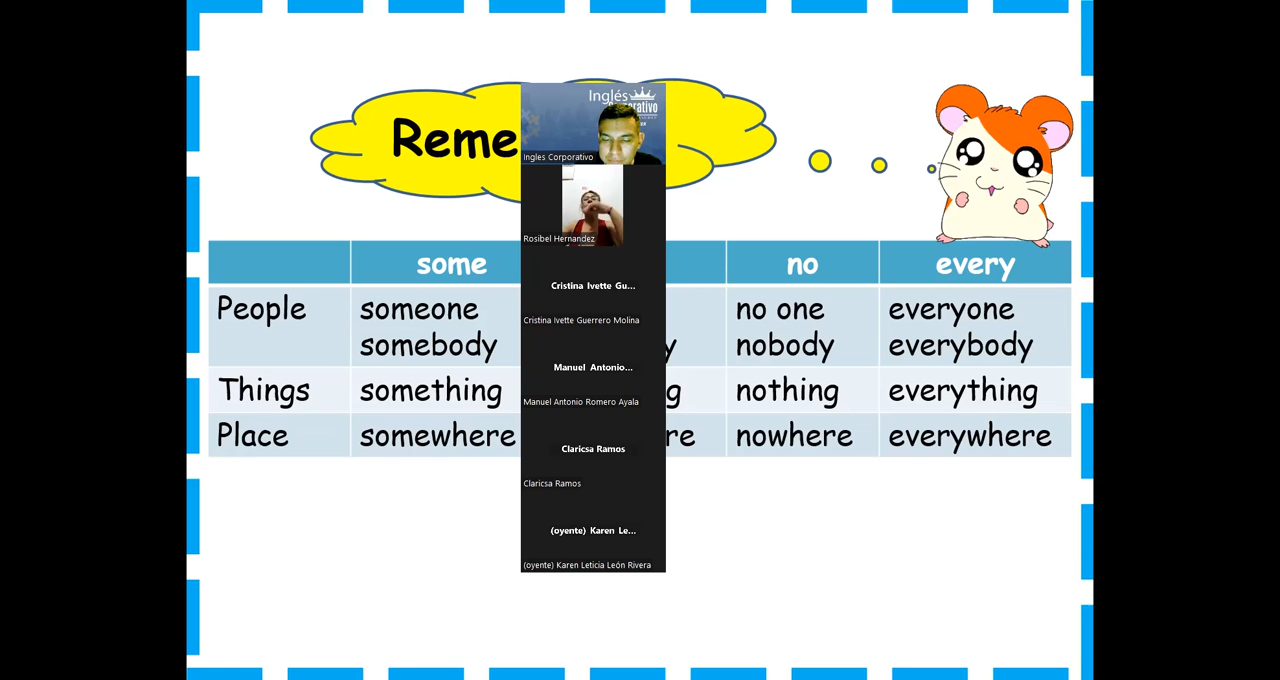 Reme
Inglés
Ingles Corporativo
Rosibel Hernandez
Cristina Ivette Gu...
Cristina Ivette Guerrero Molina
Manuel Antonio...
Manuel Antonio Romero Ayala
Claricsa Ramos
Claricsa Ramos
(oyente) Karen Le...
(oyente) Karen Leticia León Rivera
some no every
People someone no one everyone
somebody y nobody everybody
Things something g nothing everything
Place somewhere re nowhere everywhere